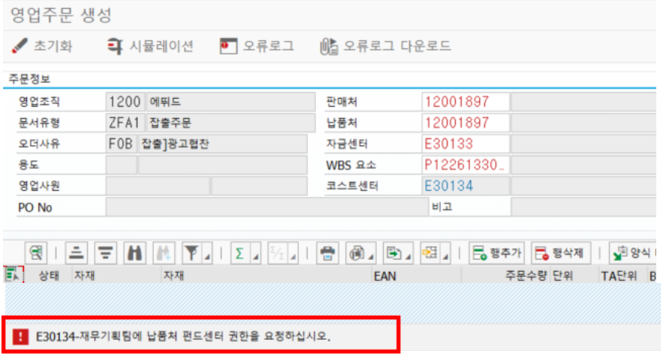 영업주문 생성
초기화 시뮬레이션 오류로그 오류로그 다운로드
주문정보
영업조직 1200 에뛰드 판매처 12001897
문서유형 ZFA1 잡출주문 납품처 12001897
오더사유 F0B 잡출]광고협찬 자금센터 E30133
용도 WBS 요소 P12261330_
영업사원 코스트센터 E30134
PO No 비고
행추가 행삭제 양식
상태 자재 자재 EAN 주문수량 단위 TA단위 B
E30134-재무기획팀에 납품처 펀드센터 권한을 요청하십시오.